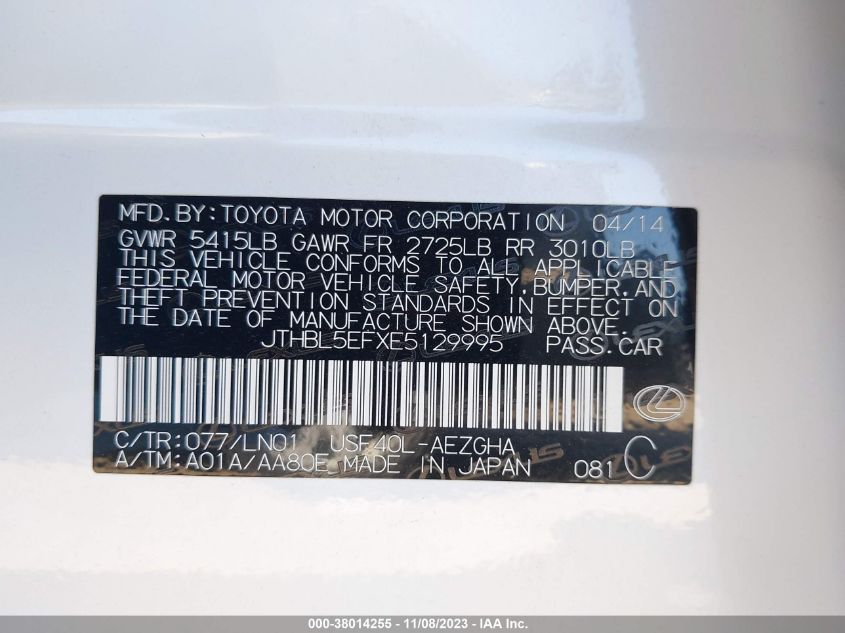 MFD.BY:TOYOTA MOTOR CORPORATION 04/14
GVWR 5415LB GAWR FR 2725LB RR 3010LB
THIS VEHICLE CONFORMS TO ALL APPLICABLE
FEDERAL MOTOR VEHICLE SAFETY,BUMPER,AND
THEFT PREVENTION STANDARDS IN EFFECT ON
THE DATE OF MANUFACTURE SHOWN ABOVE.
JTHBL5EFXE5129995 PASS.CAR
C/TR:077/LN01 USF40L-AEZGHA
A/TM:A01A/AA80E MADE IN JAPAN 081 C
000-38014255 - 11/08/2023 - IAA Inc.